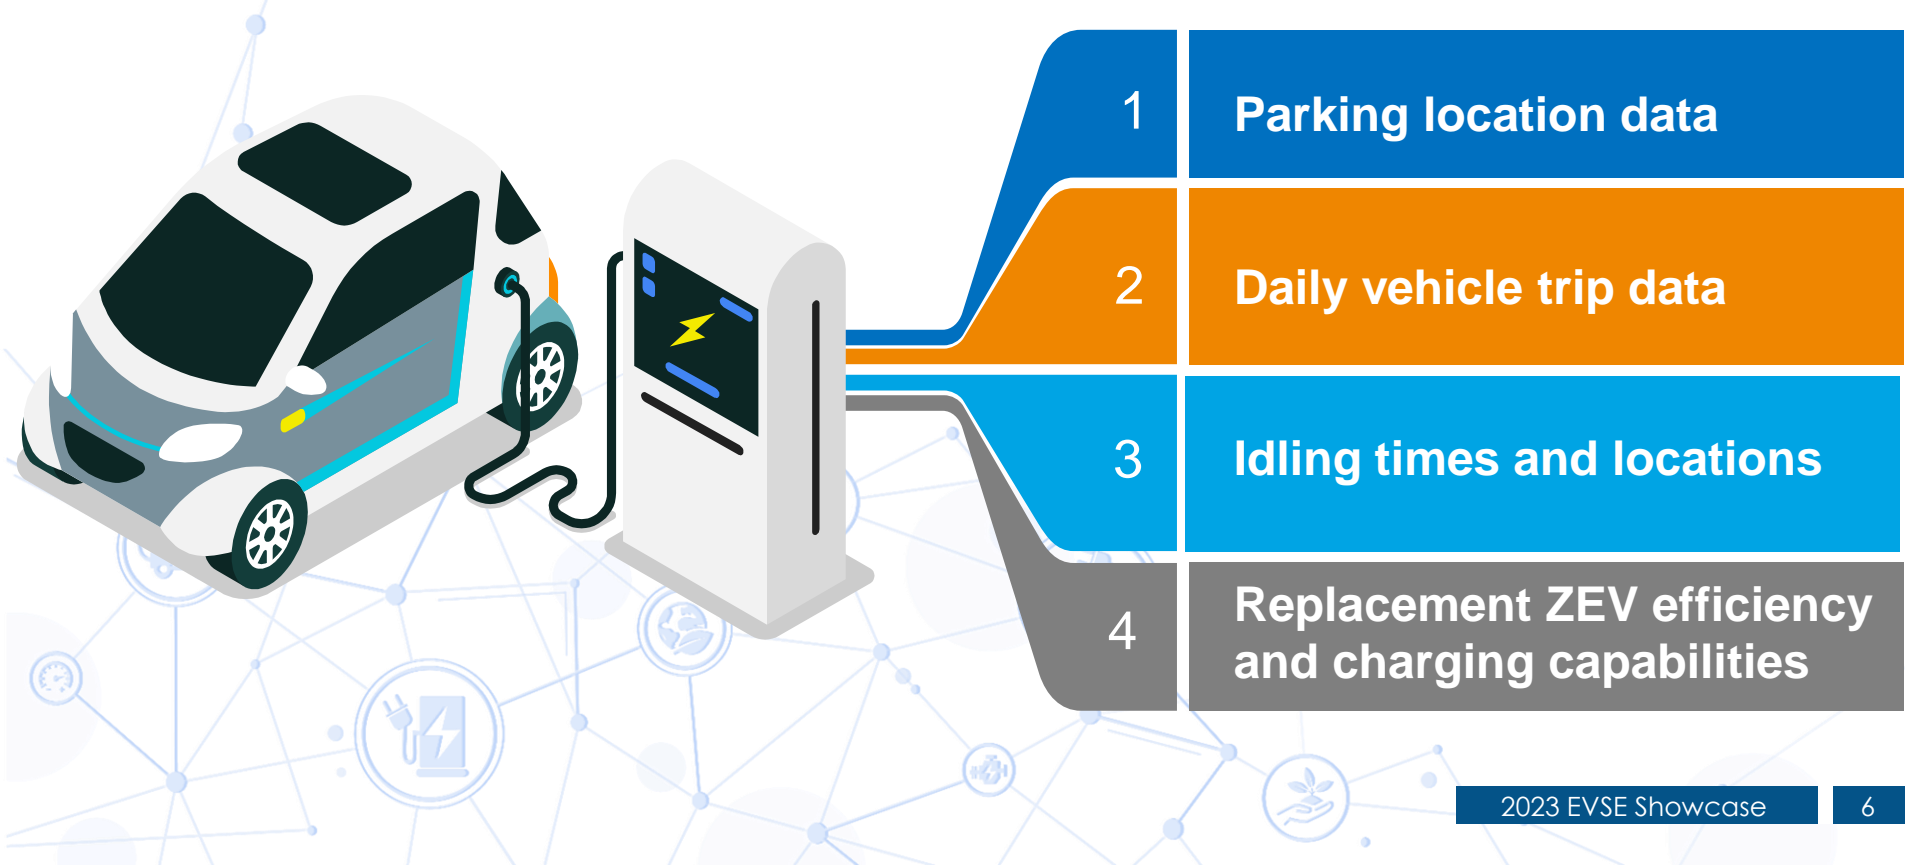 1
Parking location data
2
Daily vehicle trip data
3
Idling times and locations
4
Replacement ZEV efficiency
and charging capabilities
2023 EVSE Showcase
6